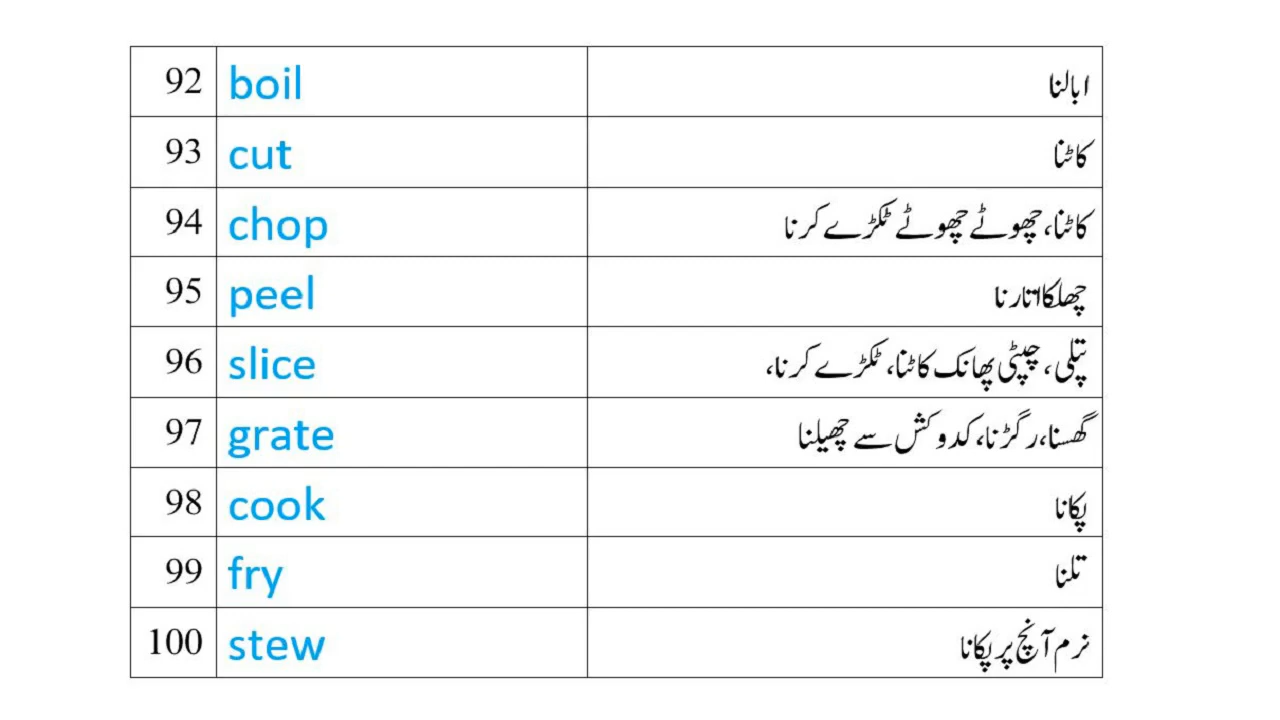 92 boil ابالنا
93 cut کاٹنا
94 chop کاٹنا، چھوٹے چھوٹے ٹکڑے کرنا
95 peel چھلکا اتارنا
96 slice پتلی، چپٹی پھانک کاٹنا، ٹکڑے کرنا،
97 grate گھسنا، رگڑنا، کدوکش سے چھیلنا
98 cook پکانا
99 fry تلنا
100 stew نرم آنچ پر پکانا